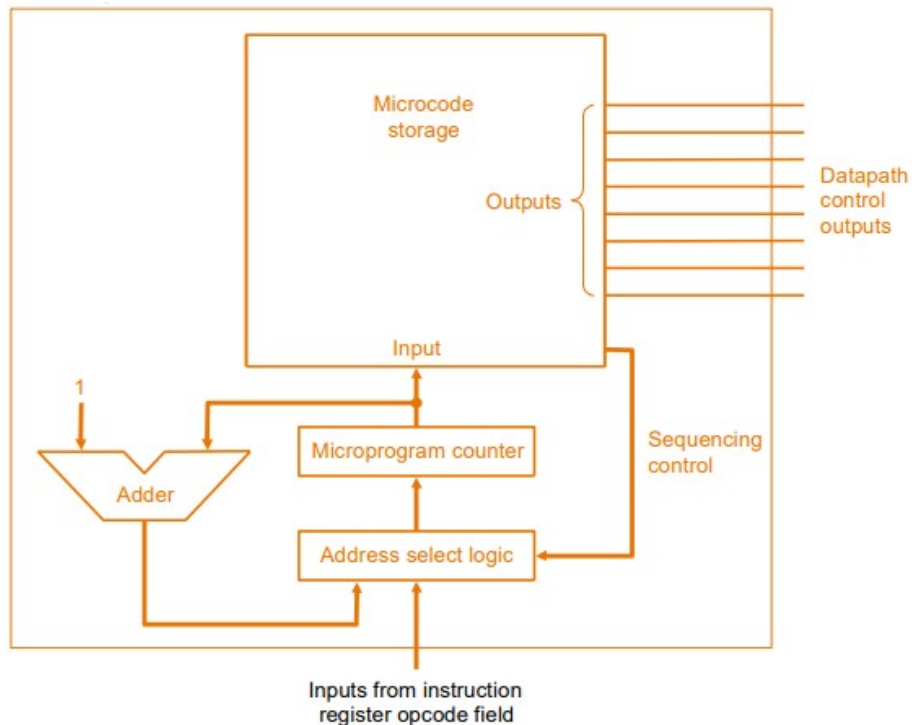 Microcode
storage
Outputs
Datapath
control
outputs
Input
1
Microprogram counter
Sequencing
control
Adder
Address select logic
Inputs from instruction
register opcode field